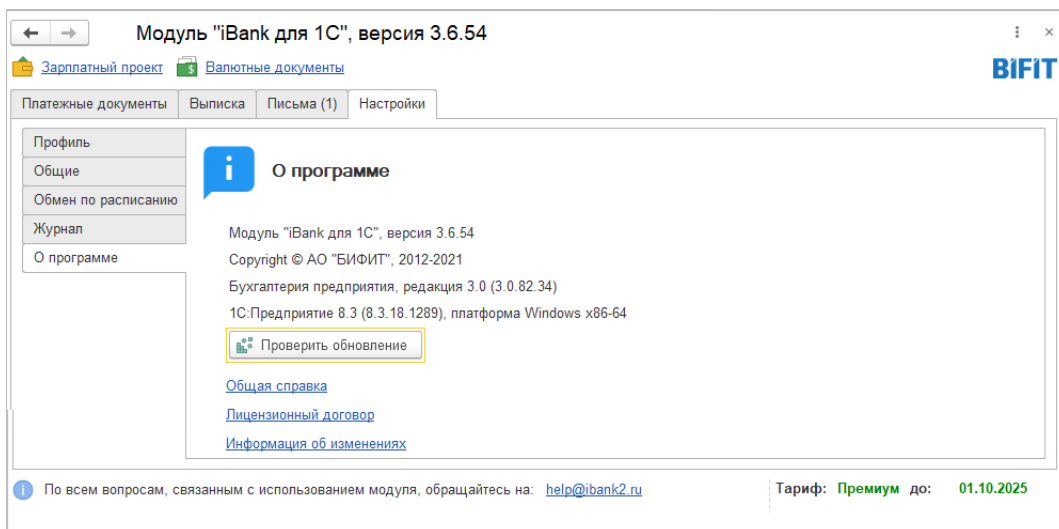 Модуль "iBank для 1С", версия 3.6.54
Зарплатный проект Валютные документы
BIFIT
Платежные документы Выписка Письма (1) Настройки
Профиль
Общие
Обмен по расписанию
Журнал
О программе
О программе
Модуль "iBank для 1С", версия 3.6.54
Copyright © АО "БИФИТ", 2012-2021
Бухгалтерия предприятия, редакция 3.0 (3.0.82.34)
1С:Предприятие 8.3 (8.3.18.1289), платформа Windows x86-64
Проверить обновление
Общая справка
Лицензионный договор
Информация об изменениях
По всем вопросам, связанным с использованием модуля, обращайтесь на: help@ibank2.ru Тариф: Премиум до: 01.10.2025